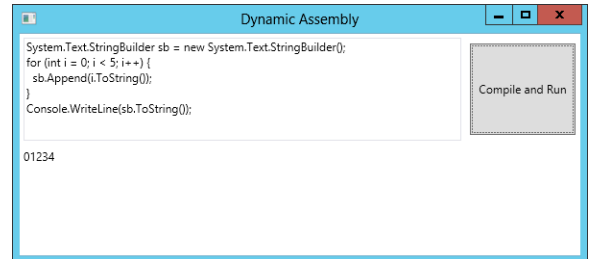 Dynamic Assembly
System.Text.StringBuilder sb = new System.Text.StringBuilder();
for (int i = 0; i < 5; i++) {
  sb.Append(i.ToString());
}
Console.WriteLine(sb.ToString());
Compile and Run
01234